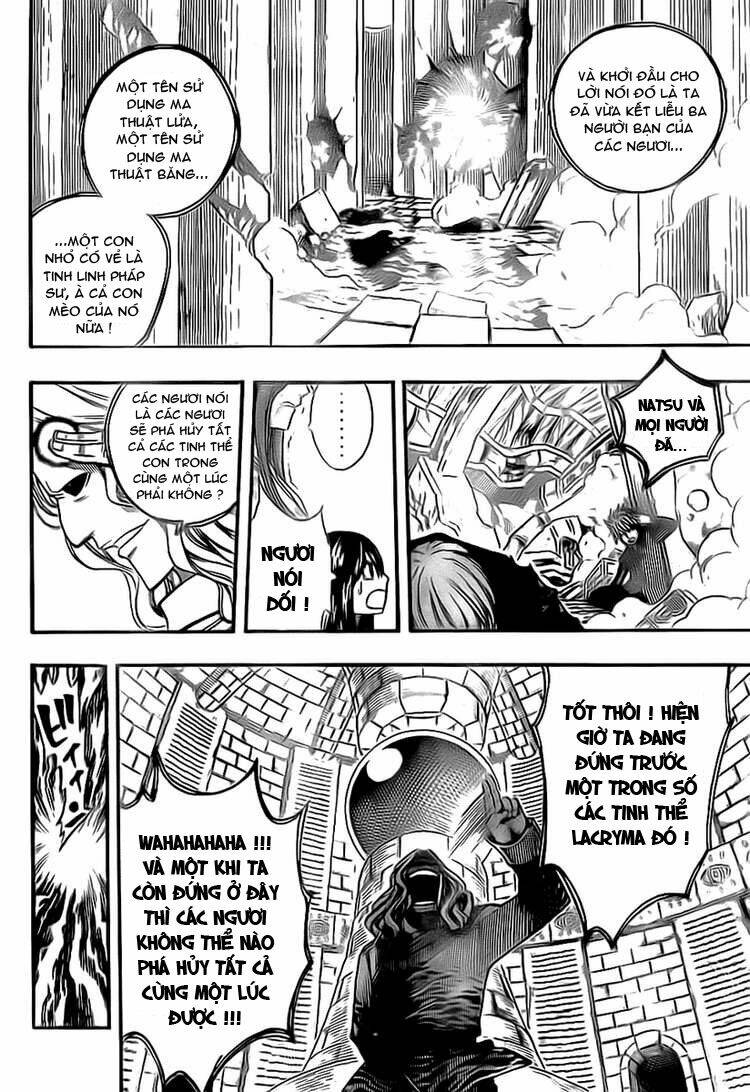 VÀ KHỞI ĐẦU CHO
LỜI NÓI ĐÓ LÀ TA
ĐÃ VỪA KẾT LIỄU BA
NGƯỜI BẠN CỦA
CÁC NGƯƠI...
MỘT TÊN SỬ
DỤNG MA
THUẬT LỬA,
MỘT TÊN SỬ
DỤNG MA
THUẬT BĂNG...
...MỘT CON
NHỎ CÓ VẺ LÀ
TINH LINH PHÁP
SƯ, À CẢ CON
MÈO CỦA NÓ
NỮA !
NATSU VÀ
MỌI NGƯỜI
ĐÃ...
......
NGƯƠI
NÓI
DỐI !
CÁC NGƯƠI NÓI
LÀ CÁC NGƯƠI
SẼ PHÁ HỦY TẤT
CẢ CÁC TINH THỂ
CON TRONG
CÙNG MỘT LÚC
PHẢI KHÔNG ?
TỐT THÔI ! HIỆN
GIỜ TA ĐANG
ĐỨNG TRƯỚC
MỘT TRONG SỐ
CÁC TINH THỂ
LACRYMA ĐÓ !
WAHAHAHAHA !!!
VÀ MỘT KHI TA
CÒN ĐỨNG Ở ĐÂY
THÌ CÁC NGƯƠI
KHÔNG THỂ NÀO
PHÁ HỦY TẤT CẢ
CÙNG MỘT LÚC
ĐƯỢC !!!